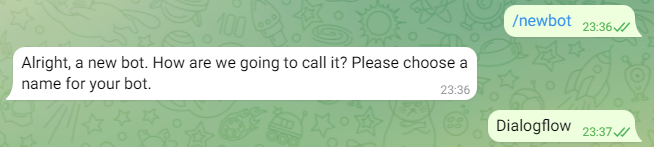 /newbot 23:36
Alright, a new bot. How are we going to call it? Please choose a
name for your bot. 23:36
Dialogflow 23:37